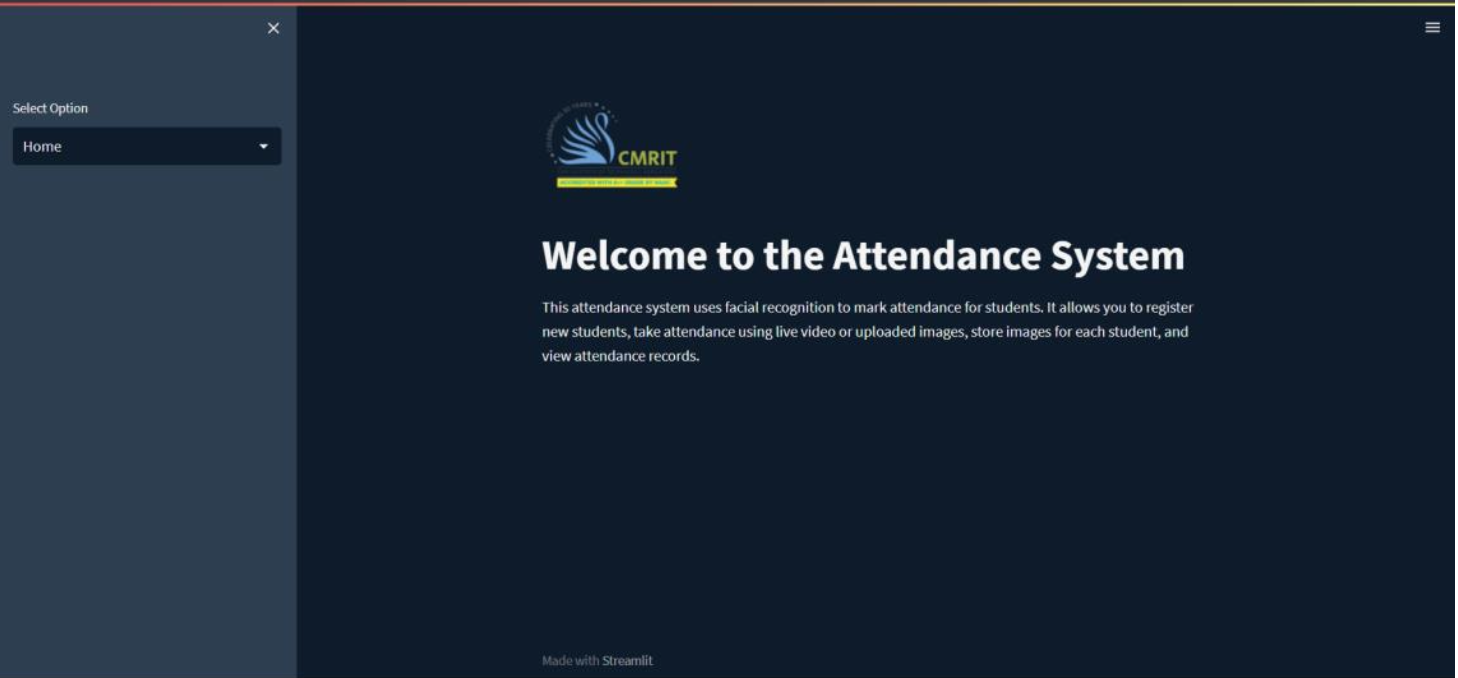 Select Option
Home
CMRIT
Welcome to the Attendance System
This attendance system uses facial recognition to mark attendance for students. It allows you to register
new students, take attendance using live video or uploaded images, store images for each student, and
view attendance records.
Made with Streamlit